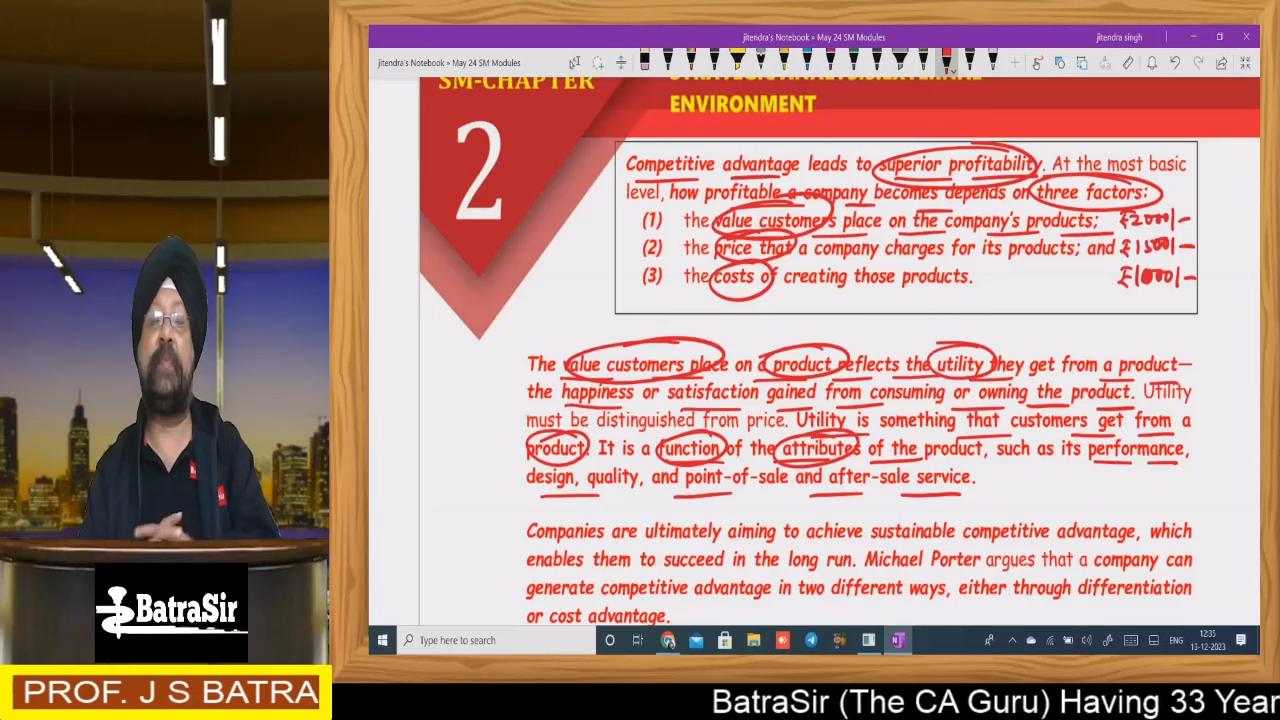 jitendra's Notebook » May 24 SM Modules
jitendra singh
jitendra's Notebook » May 24 SM Modules
SM-CHAPTER
2
ENVIRONMENT
Competitive advantage leads to superior profitability. At the most basic
level, how profitable a company becomes depends on three factors:
(1) the value customers place on the company's products; ₹2000/-
(2) the price that a company charges for its products; and ₹1500/-
(3) the costs of creating those products. ₹1000/-
The value customers place on a product reflects the utility they get from a product—
the happiness or satisfaction gained from consuming or owning the product. Utility
must be distinguished from price. Utility is something that customers get from a
product. It is a function of the attributes of the product, such as its performance,
design, quality, and point-of-sale and after-sale service.
Companies are ultimately aiming to achieve sustainable competitive advantage, which
enables them to succeed in the long run. Michael Porter argues that a company can
generate competitive advantage in two different ways, either through differentiation
or cost advantage.
BatraSir
Type here to search
ENG
12:35
13-12-2023
PROF. J S BATRA
BatraSir (The CA Guru) Having 33 Year